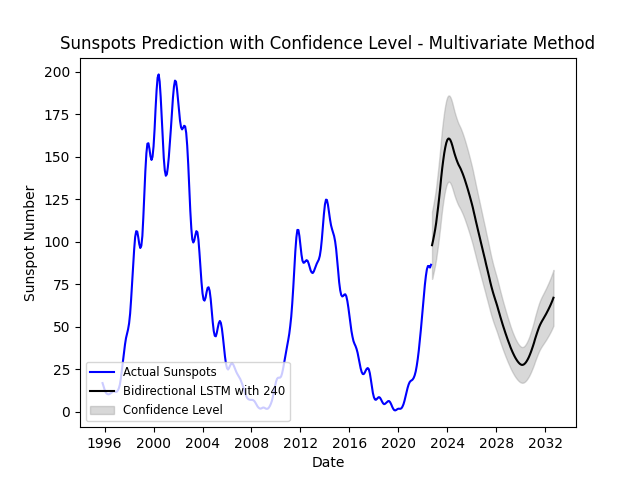 Sunspots Prediction with Confidence Level - Multivariate Method
200
175
150
125
100
75
50
25
0
Sunspot Number
Actual Sunspots
Bidirectional LSTM with 240
Confidence Level
1996 2000 2004 2008 2012 2016 2020 2024 2028 2032
Date